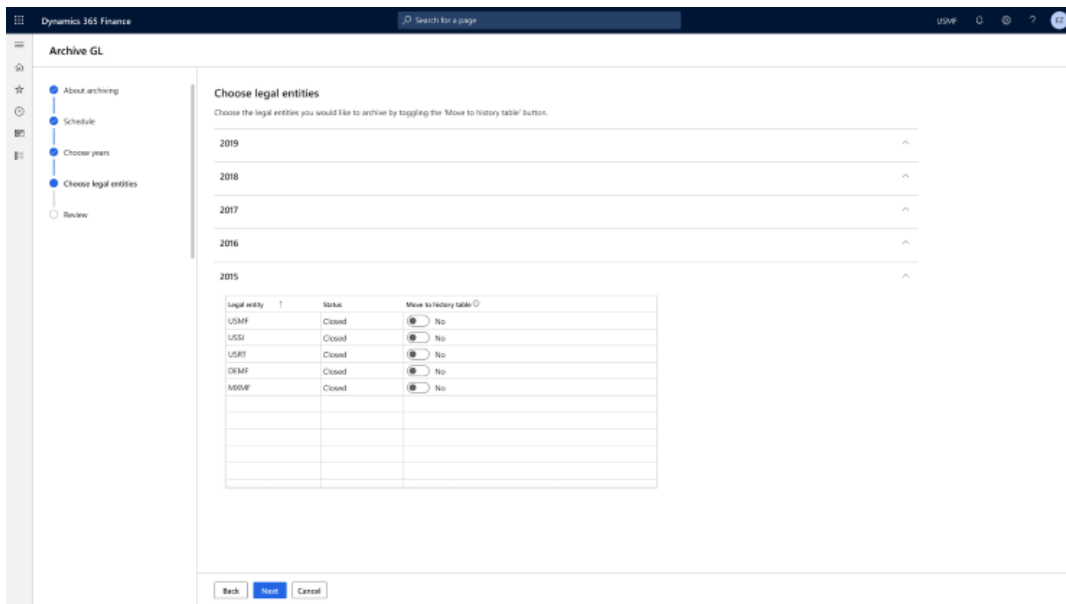 Dynamics 365 Finance
Search for a page
USMF
?
EZ
Archive GL
About archiving
Schedule
Choose years
Choose legal entities
Review
Choose legal entities
Choose the legal entities you would like to archive by toggling the 'Move to history table' button.
2019
2018
2017
2016
2015
Legal entity ↑ Status Move to history table
USMF Closed No
USSI Closed No
USRT Closed No
DEMF Closed No
MXMF Closed No
Back Next Cancel